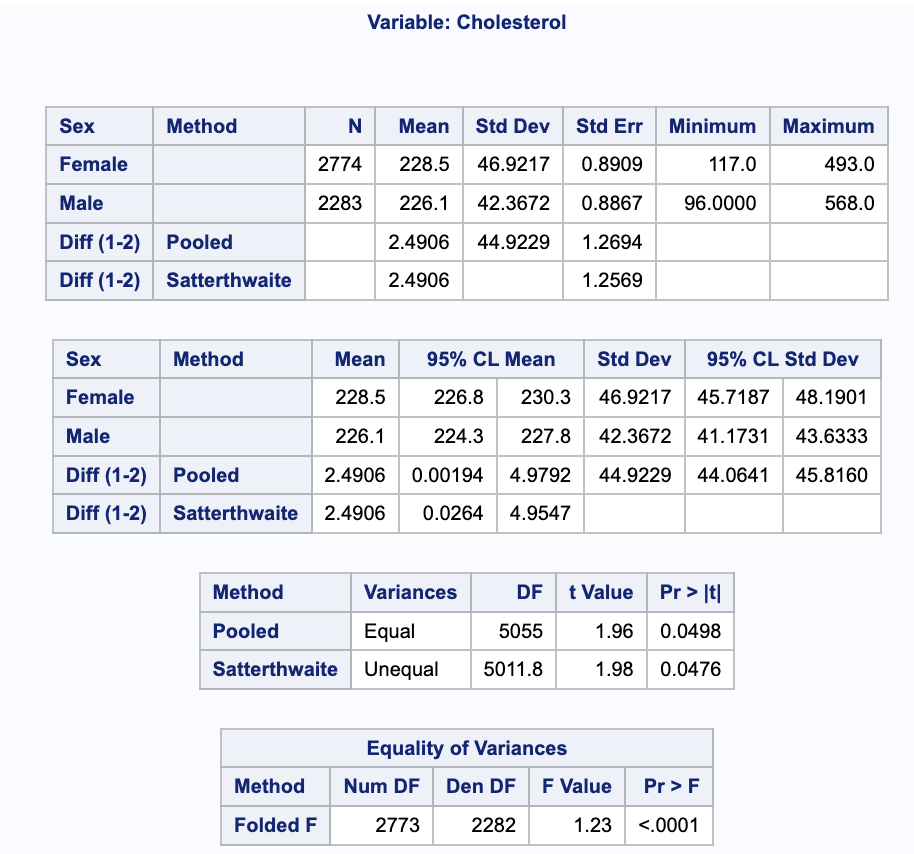 Variable: Cholesterol
Sex Method N Mean Std Dev Std Err Minimum Maximum
Female 2774 228.5 46.9217 0.8909 117.0 493.0
Male 2283 226.1 42.3672 0.8867 96.0000 568.0
Diff (1-2) Pooled 2.4906 44.9229 1.2694
Diff (1-2) Satterthwaite 2.4906 1.2569
Sex Method Mean 95% CL Mean Std Dev 95% CL Std Dev
Female 228.5 226.8 230.3 46.9217 45.7187 48.1901
Male 226.1 224.3 227.8 42.3672 41.1731 43.6333
Diff (1-2) Pooled 2.4906 0.00194 4.9792 44.9229 44.0641 45.8160
Diff (1-2) Satterthwaite 2.4906 0.0264 4.9547
Method Variances DF t Value Pr > |t|
Pooled Equal 5055 1.96 0.0498
Satterthwaite Unequal 5011.8 1.98 0.0476
Equality of Variances
Method Num DF Den DF F Value Pr > F
Folded F 2773 2282 1.23 <.0001